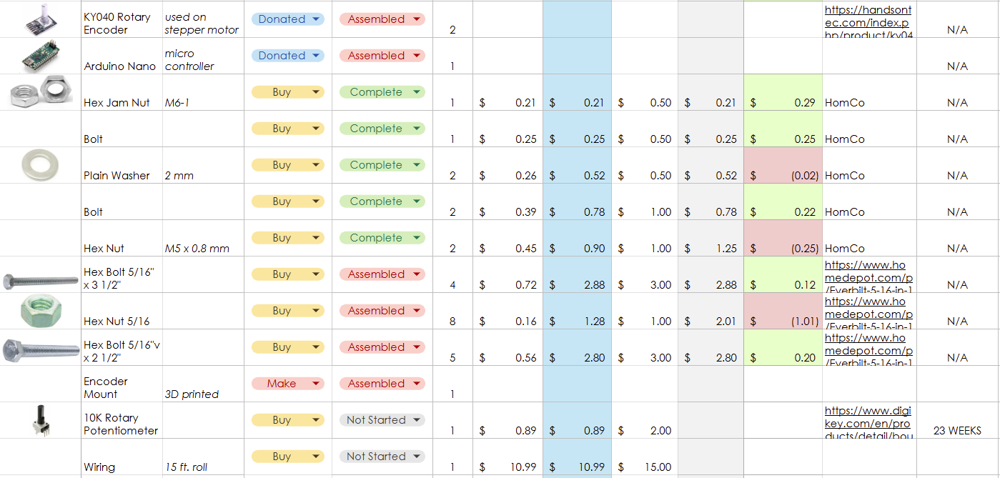 KY040 Rotary Encoder used on stepper motor Donated Assembled 2 https://handsontec.com/index.php/product/ky04 N/A
Arduino Nano micro controller Donated Assembled 1 N/A
Hex Jam Nut M6-1 Buy Complete 1 $ 0.21 $ 0.21 $ 0.50 $ 0.21 $ 0.29 HomCo N/A
Bolt Buy Complete 1 $ 0.25 $ 0.25 $ 0.50 $ 0.25 $ 0.25 HomCo N/A
Plain Washer 2 mm Buy Complete 2 $ 0.26 $ 0.52 $ 0.50 $ 0.52 $ (0.02) HomCo N/A
Bolt Buy Complete 2 $ 0.39 $ 0.78 $ 1.00 $ 0.78 $ 0.22 HomCo N/A
Hex Nut M5 x 0.8 mm Buy Complete 2 $ 0.45 $ 0.90 $ 1.00 $ 1.25 $ (0.25) HomCo N/A
Hex Bolt 5/16" x 3 1/2" Buy Assembled 4 $ 0.72 $ 2.88 $ 3.00 $ 2.88 $ 0.12 https://www.homedepot.com/p/Everbilt-5-16-in-1 N/A
Hex Nut 5/16 Buy Assembled 8 $ 0.16 $ 1.28 $ 1.00 $ 2.01 $ (1.01) https://www.homedepot.com/p/Everbilt-5-16-in-1 N/A
Hex Bolt 5/16"v x 2 1/2" Buy Assembled 5 $ 0.56 $ 2.80 $ 3.00 $ 2.80 $ 0.20 https://www.homedepot.com/p/Everbilt-5-16-in-1 N/A
Encoder Mount 3D printed Make Assembled 1
10K Rotary Potentiometer Buy Not Started 1 $ 0.89 $ 0.89 $ 2.00 https://www.digikey.com/en/products/detail/bou 23 WEEKS
Wiring 15 ft. roll Buy Not Started 1 $ 10.99 $ 10.99 $ 15.00